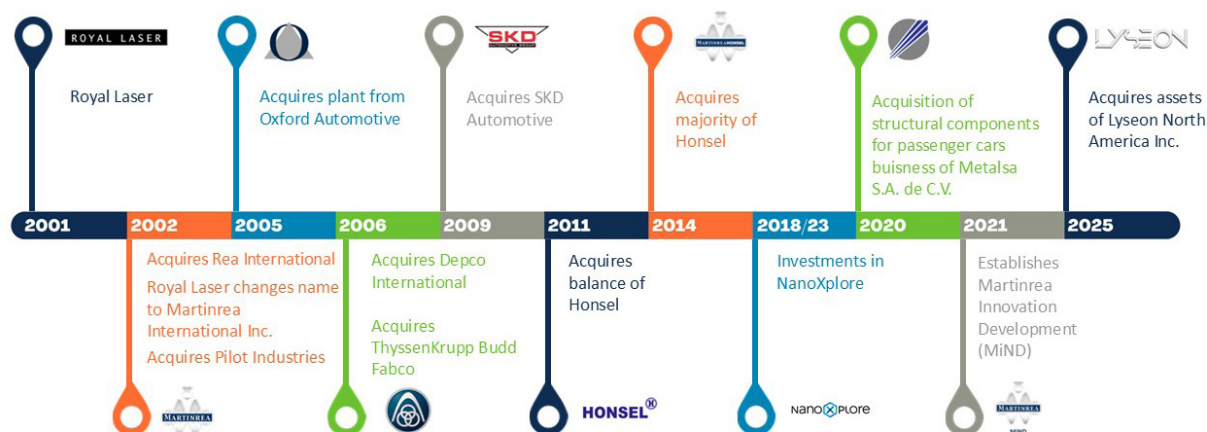 ROYAL LASER
SKD
AUTOMOTIVE GROUP
MARTINREA HONSEL
LYSEON
Royal Laser
Acquires plant from
Oxford Automotive
Acquires SKD
Automotive
Acquires
majority of
Honsel
Acquisition of
structural components
for passenger cars
buisness of Metalsa
S.A. de C.V.
Acquires assets
of Lyseon North
America Inc.
2001
2002
2005
2006
2009
2011
2014
2018/23
2020
2021
2025
Acquires Rea International
Royal Laser changes name
to Martinrea
International Inc.
Acquires Pilot Industries
Acquires Depco
International
Acquires
ThyssenKrupp Budd
Fabco
Acquires
balance of
Honsel
Investments in
NanoXplore
Establishes
Martinrea
Innovation
Development
(MiND)
MARTINREA
HONSEL
NANOXPLORE
MARTINREA
MiND